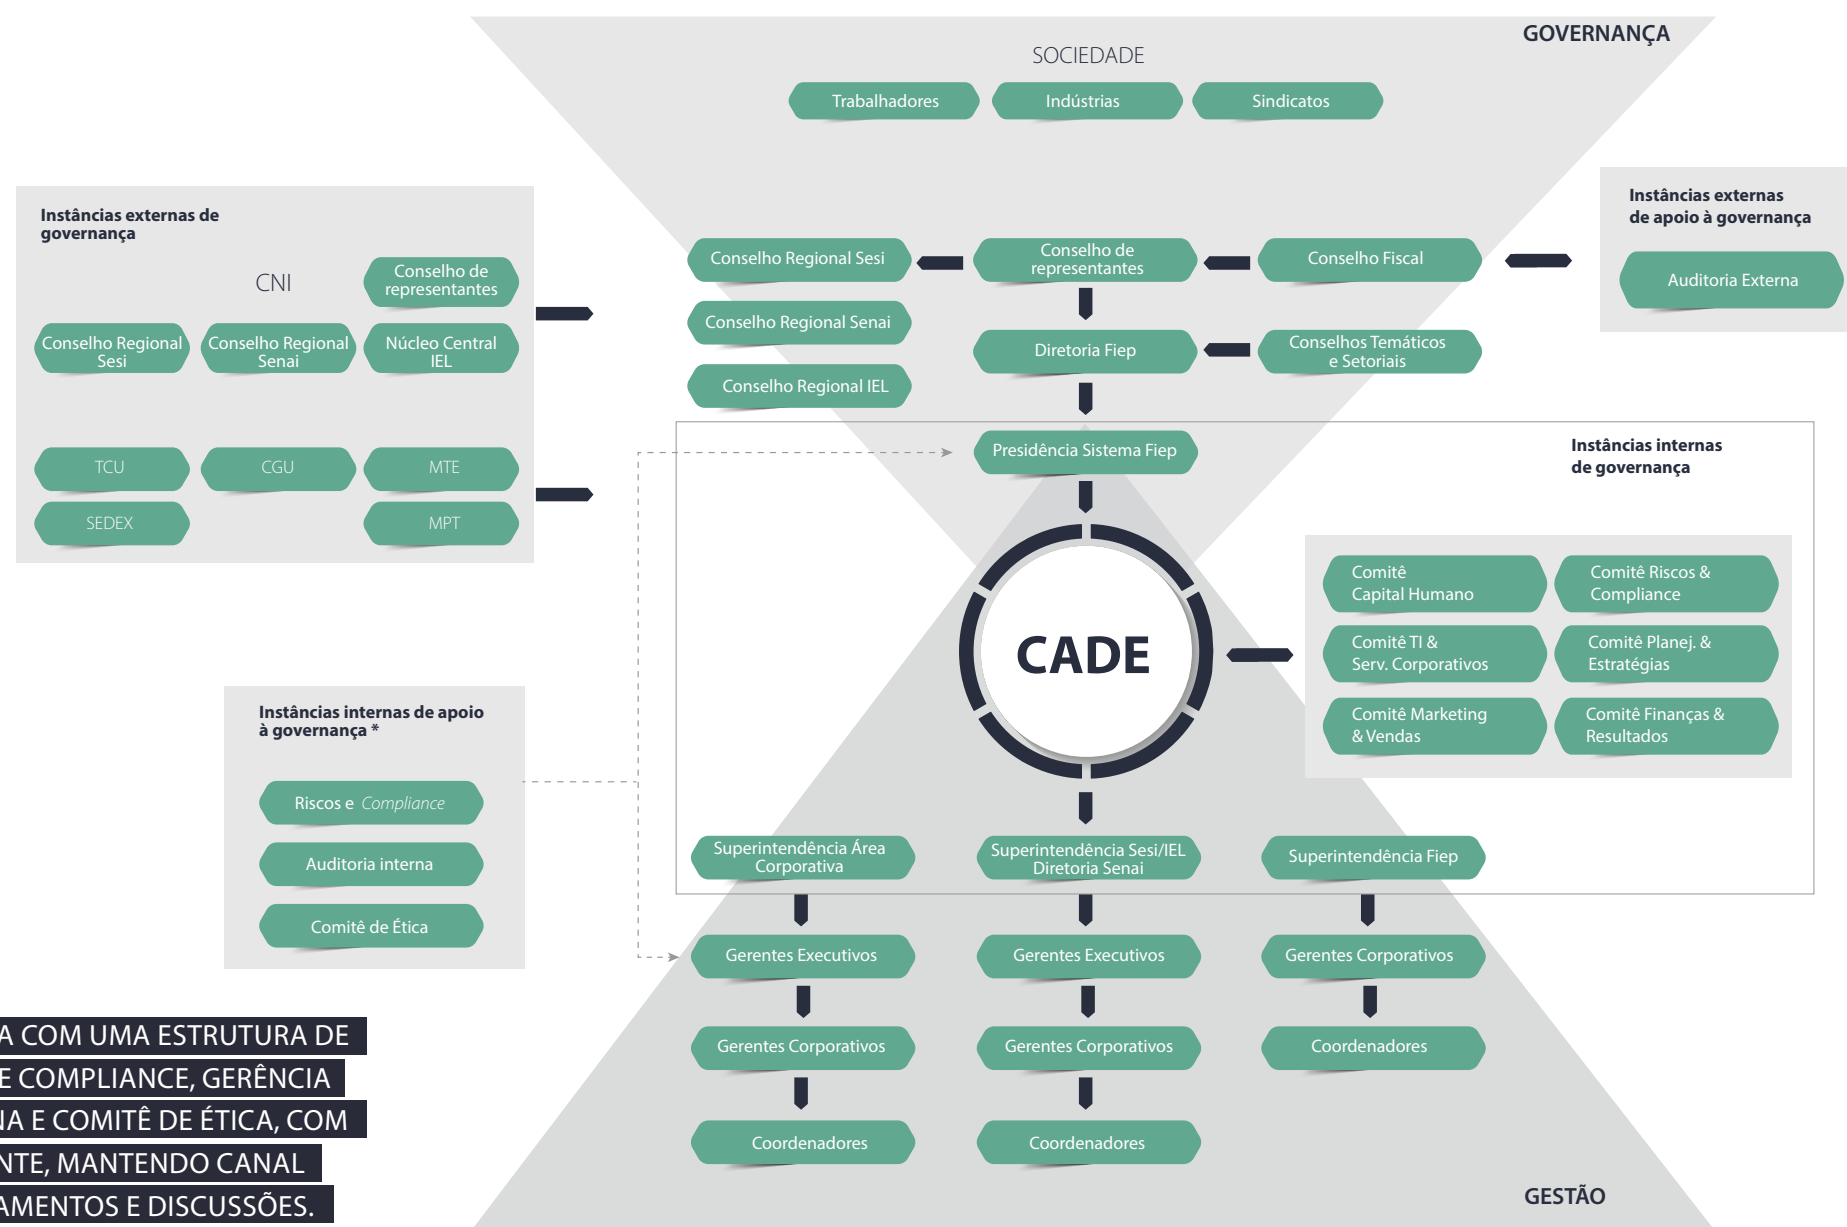 GOVERNANÇA
SOCIEDADE
Trabalhadores
Indústrias
Sindicatos
Instâncias externas de
governança
CNI
Conselho de
representantes
Conselho Regional
Sesi
Conselho Regional
Senai
Núcleo Central
IEL
TCU
CGU
MTE
SEDEX
MPT
Conselho Regional Sesi
Conselho de
representantes
Conselho Fiscal
Conselho Regional Senai
Diretoria Fiep
Conselhos Temáticos
e Setoriais
Conselho Regional IEL
Instâncias externas
de apoio à governança
Auditoria Externa
Presidência Sistema Fiep
Instâncias internas
de governança
CADE
Comitê
Capital Humano
Comitê Riscos &
Compliance
Comitê TI &
Serv. Corporativos
Comitê Planej. &
Estratégias
Comitê Marketing
& Vendas
Comitê Finanças &
Resultados
Instâncias internas de apoio
à governança *
Riscos e Compliance
Auditoria interna
Comitê de Ética
Superintendência Área
Corporativa
Superintendência Sesi/IEL
Diretoria Senai
Superintendência Fiep
Gerentes Executivos
Gerentes Executivos
Gerentes Corporativos
Gerentes Corporativos
Gerentes Corporativos
Coordenadores
Coordenadores
Coordenadores
A COM UMA ESTRUTURA DE
E COMPLIANCE, GERÊNCIA
NA E COMITÊ DE ÉTICA, COM
NTE, MANTENDO CANAL
AMENTOS E DISCUSSÕES.
GESTÃO